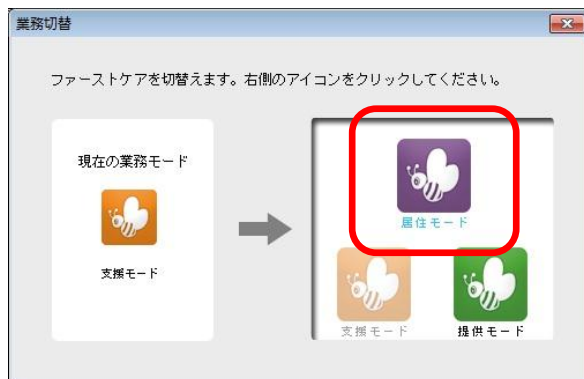 業務切替
ファーストケアを切替えます。右側のアイコンをクリックしてください。
現在の業務モード
支援モード
居住モード
支援モード
提供モード